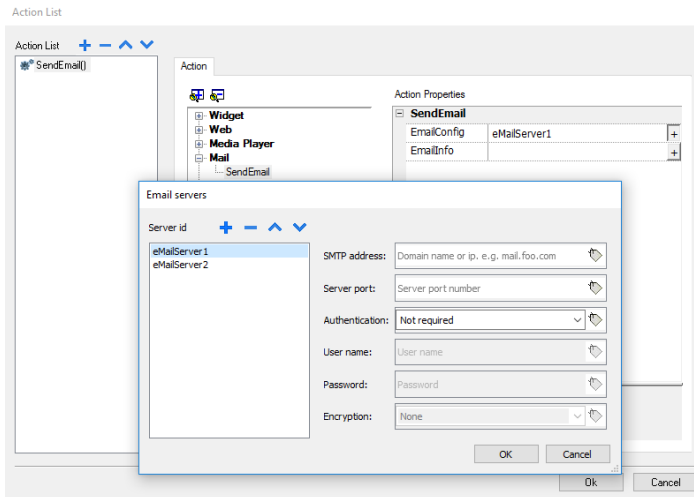 Action List
Action List
SendEmail()
Action
Widget
Web
Media Player
Mail
SendEmail
Action Properties
SendEmail
EmailConfig eMailServer1 +
EmailInfo +
Email servers
Server id
eMailServer1
eMailServer2
SMTP address: Domain name or ip. e.g. mail.foo.com
Server port: Server port number
Authentication: Not required
User name: User name
Password: Password
Encryption: None
OK Cancel
Ok Cancel